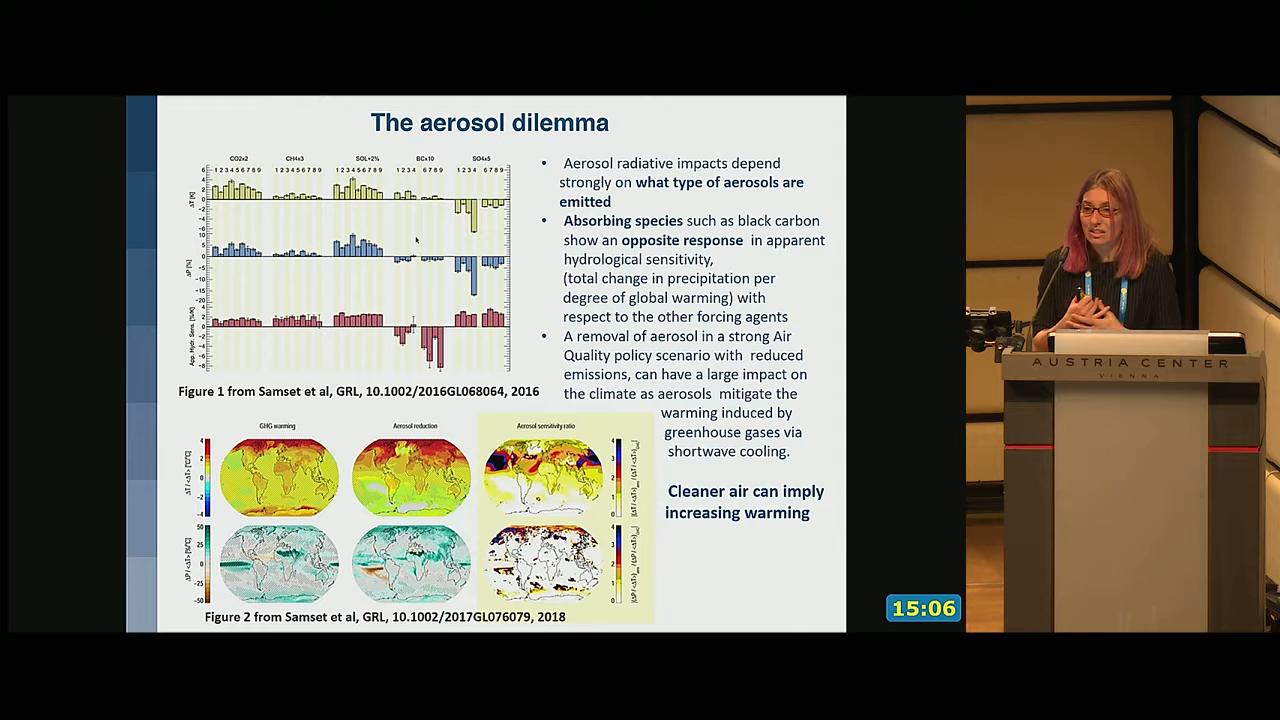 The aerosol dilemma
CO2x2 CH4x3 SOL+2% BCx10 SO4x5
1 2 3 4 5 6 7 8 9 1 2 3 4 5 6 7 8 9 1 2 3 4 5 6 7 8 9 1 2 3 4 6 7 8 9 1 2 3 4 6 7 8 9
ΔT [K]
ΔP [%]
App. Hydr. Sens. [%/K]
Figure 1 from Samset et al, GRL, 10.1002/2016GL068064, 2016
GHG warming Aerosol reduction Aerosol sensitivity ratio
Figure 2 from Samset et al, GRL, 10.1002/2017GL076079, 2018
• Aerosol radiative impacts depend
strongly on what type of aerosols are
emitted
• Absorbing species such as black carbon
show an opposite response in apparent
hydrological sensitivity,
(total change in precipitation per
degree of global warming) with
respect to the other forcing agents
• A removal of aerosol in a strong Air
Quality policy scenario with reduced
emissions, can have a large impact on
the climate as aerosols mitigate the
warming induced by
greenhouse gases via
shortwave cooling.
Cleaner air can imply
increasing warming
15:06
AUSTRIA CENTER
VIENNA